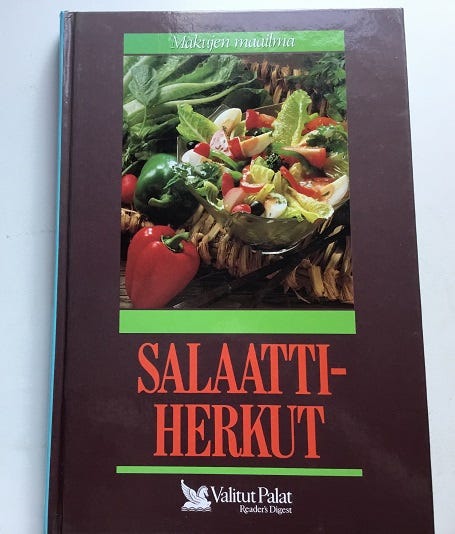 Makujen maailma
SALAATTI-
HERKUT
Valitut Palat
Reader's Digest